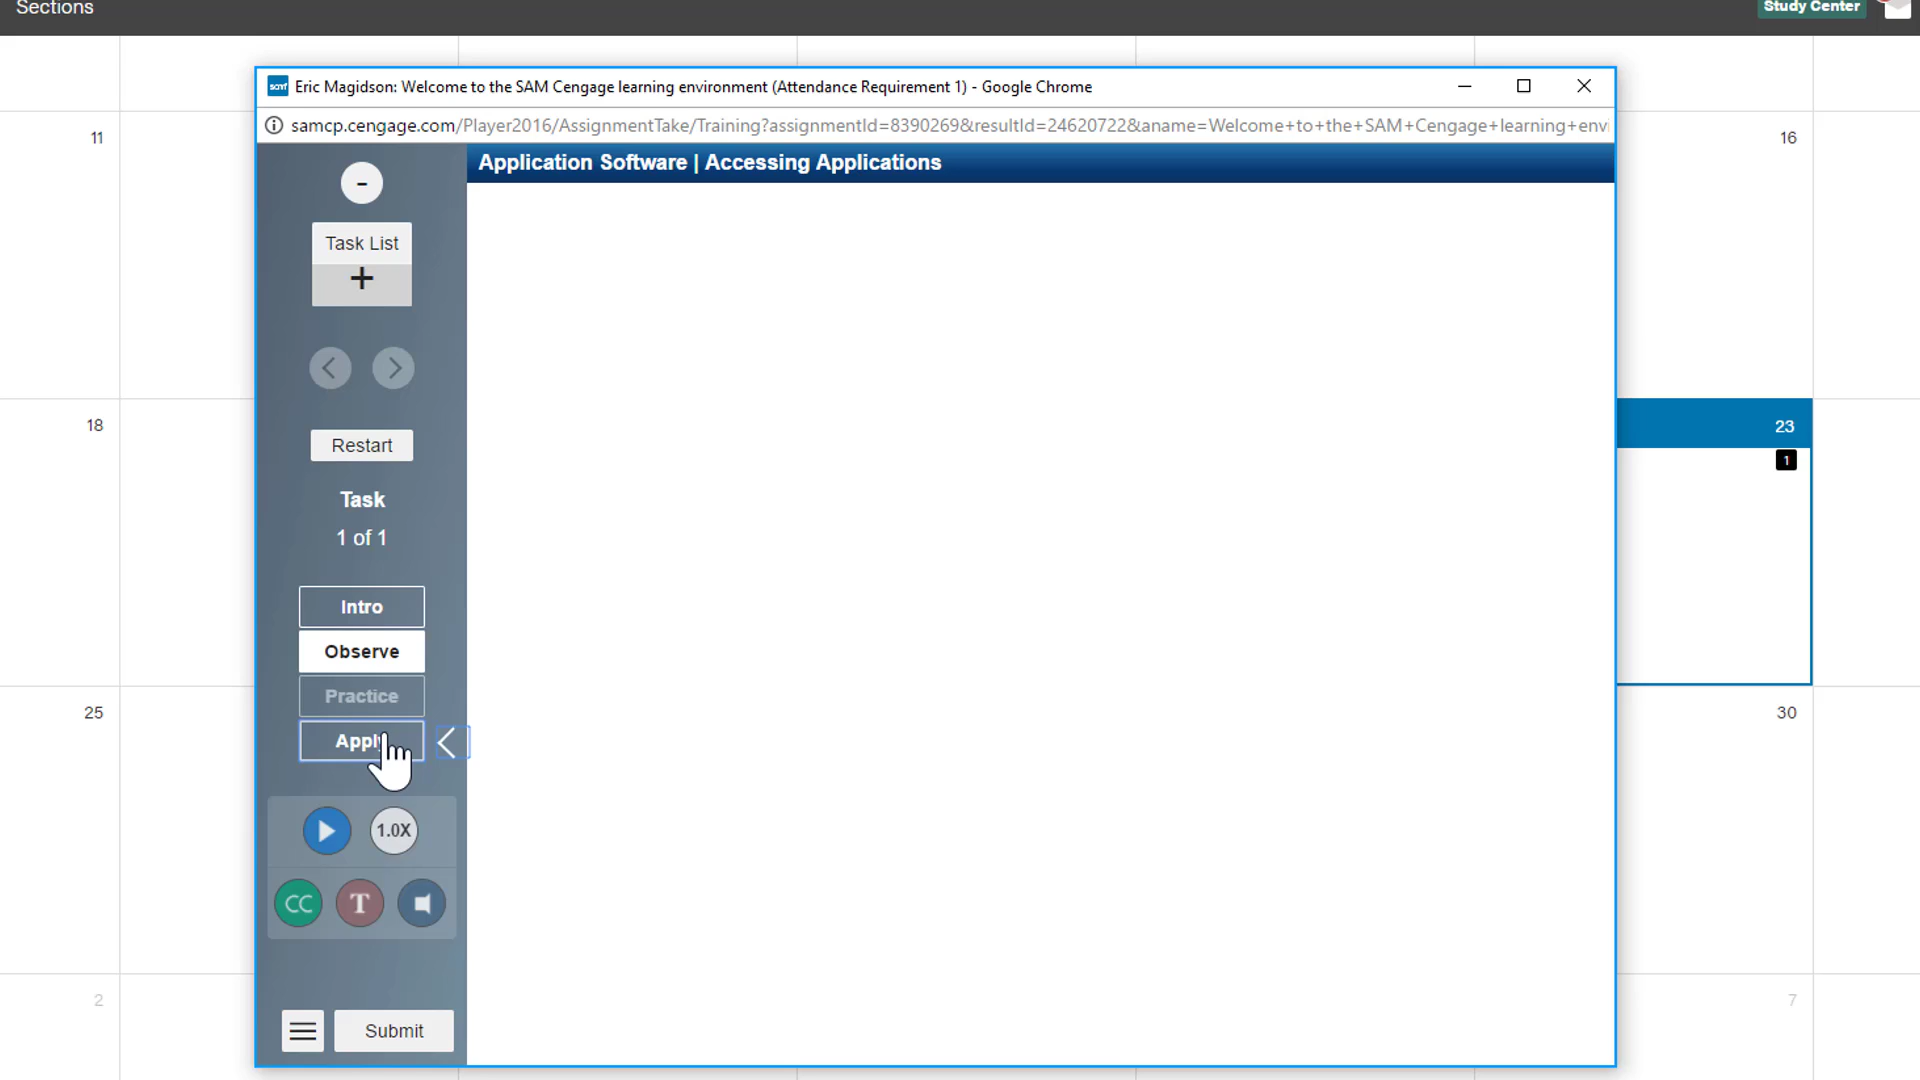 Sections
Study Center
Eric Magidson: Welcome to the SAM Cengage learning environment (Attendance Requirement 1) - Google Chrome
samcp.cengage.com/Player2016/AssignmentTake/Training?assignmentId=8390269&resultId=24620722&aname=Welcome+to+the+SAM+Cengage+learning+envi
Application Software | Accessing Applications
-
Task List
+
Restart
Task
1 of 1
Intro
Observe
Practice
Apply
1.0X
CC
T
Submit
11
16
18
23
1
25
30
2
7